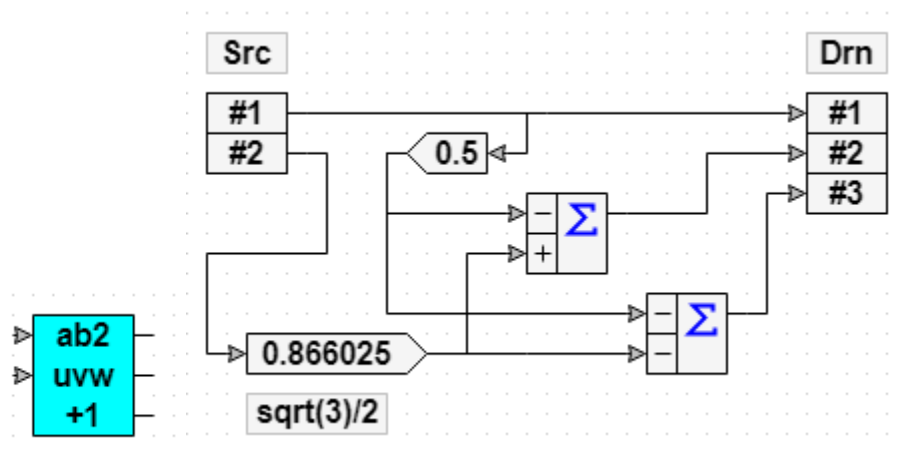 Src
Drn
#1
#1
#2
0.5
#2
#3
− Σ
+
− Σ
−
0.866025
sqrt(3)/2
ab2
uvw
+1